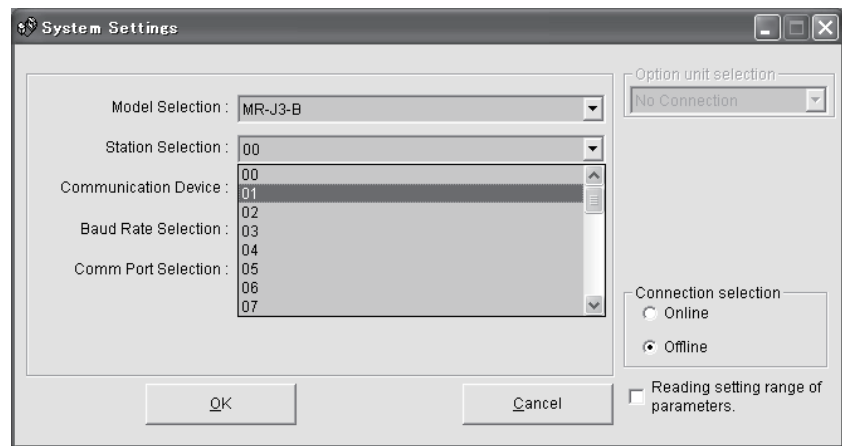 System Settings
Model Selection : MR-J3-B
Station Selection : 00
00
Communication Device : 01
02
Baud Rate Selection : 03
04
Comm Port Selection : 05
06
07
OK Cancel
Option unit selection
No Connection
Connection selection
Online
Offline
Reading setting range of
parameters.